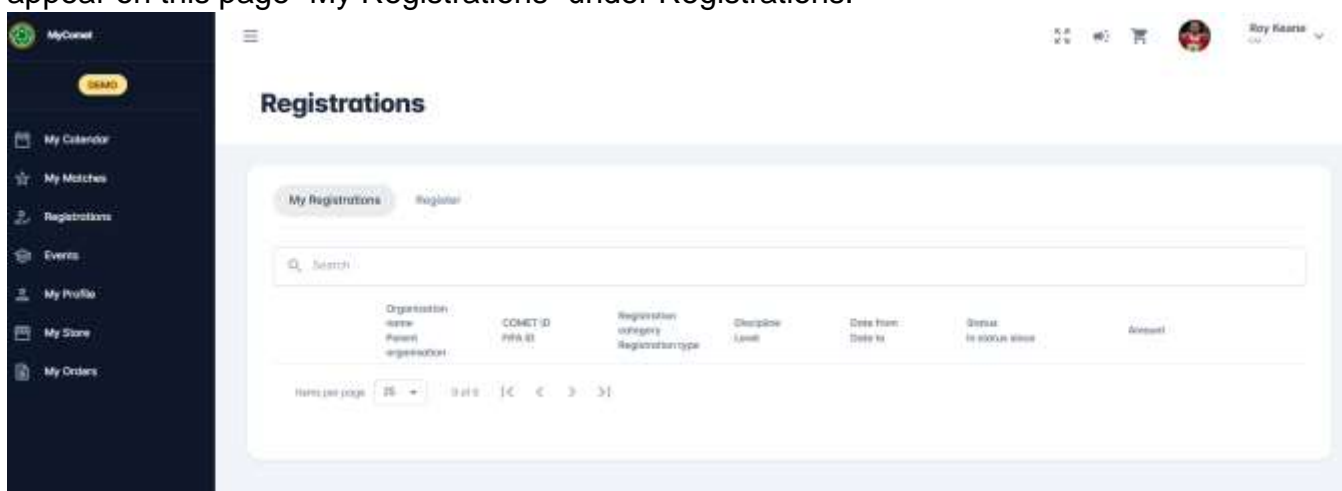 appear on this page "My Registrations" under Registrations.
MyComet
Roy Keane
DEMO
Registrations
My Calendar
My Matches
My Registrations Register
Registrations
Events
Search
My Profile
My Store
My Orders
Organisation name Parent organisation
COMET ID FIFA ID
Registration category Registration type
Discipline Level
Date from Date to
Status In status since
Amount
Items per page 25